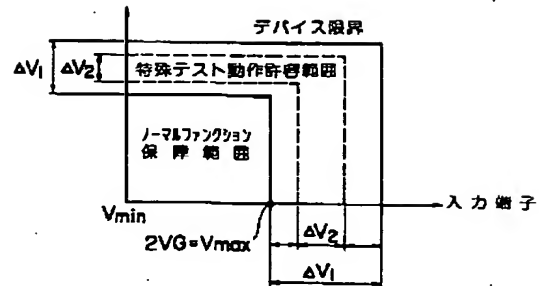 デバイス限界
ΔV1
ΔV2
特殊テスト動作許容範囲
ノーマルファンクション
保障範囲
Vmin
入力端子
2VG=Vmax
ΔV2
ΔV1